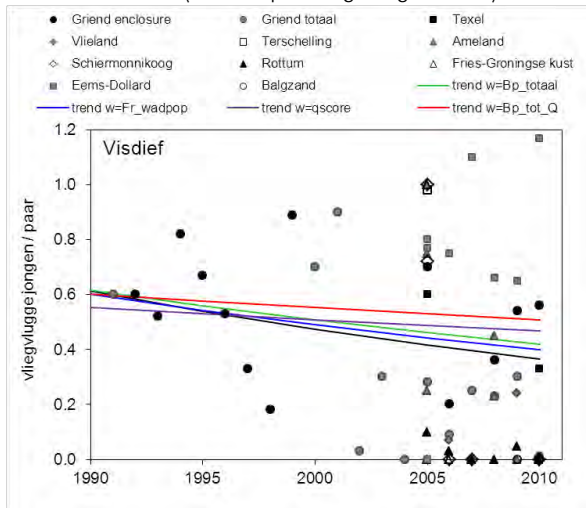 Griend enclosure Griend totaal Texel
Vlieland Terschelling Ameland
Schiermonnikoog Rottum Fries-Groningse kust
Eems-Dollard Balgzand trend w=Bp_totaal
trend w=Fr_wadpop trend w=qscore trend w=Bp_tot_Q
Visdief
vliegvluggejongen / paar
1.2
1.0
0.8
0.6
0.4
0.2
0.0
1990 1995 2000 2005 2010